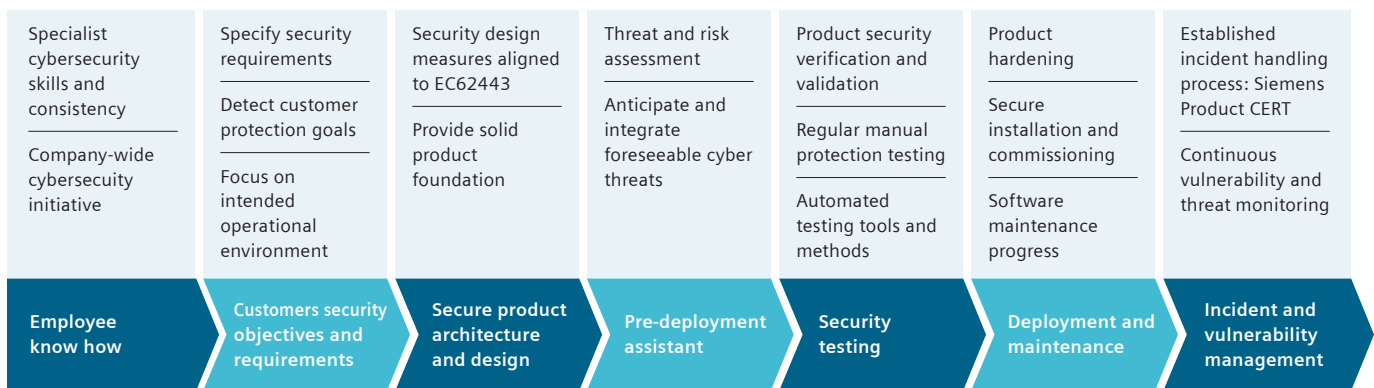 Specialist
cybersecurity
skills and
consistency
Company-wide
cybersecuity
initiative
Employee
know how
Specify security
requirements
Detect customer
protection goals
Focus on
intended
operational
environment
Customers security
objectives and
requirements
Security design
measures aligned
to EC62443
Provide solid
product
foundation
Secure product
architecture
and design
Threat and risk
assessment
Anticipate and
integrate
foreseeable cyber
threats
Pre-deployment
assistant
Product security
verification and
validation
Regular manual
protection testing
Automated
testing tools and
methods
Security
testing
Product
hardening
Secure
installation and
commissioning
Software
maintenance
progress
Deployment and
maintenance
Established
incident handling
process: Siemens
Product CERT
Continuous
vulnerability and
threat monitoring
Incident and
vulnerability
management